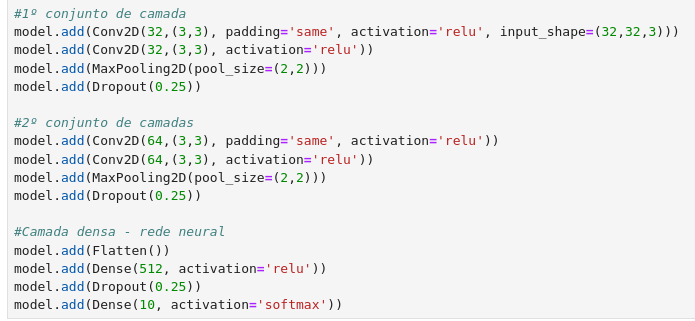 #1º conjunto de camada
model.add(Conv2D(32,(3,3), padding='same', activation='relu', input_shape=(32,32,3)))
model.add(Conv2D(32,(3,3), activation='relu'))
model.add(MaxPooling2D(pool_size=(2,2)))
model.add(Dropout(0.25))
#2º conjunto de camadas
model.add(Conv2D(64,(3,3), padding='same', activation='relu'))
model.add(Conv2D(64,(3,3), activation='relu'))
model.add(MaxPooling2D(pool_size=(2,2)))
model.add(Dropout(0.25))
#Camada densa - rede neural
model.add(Flatten())
model.add(Dense(512, activation='relu'))
model.add(Dropout(0.25))
model.add(Dense(10, activation='softmax'))